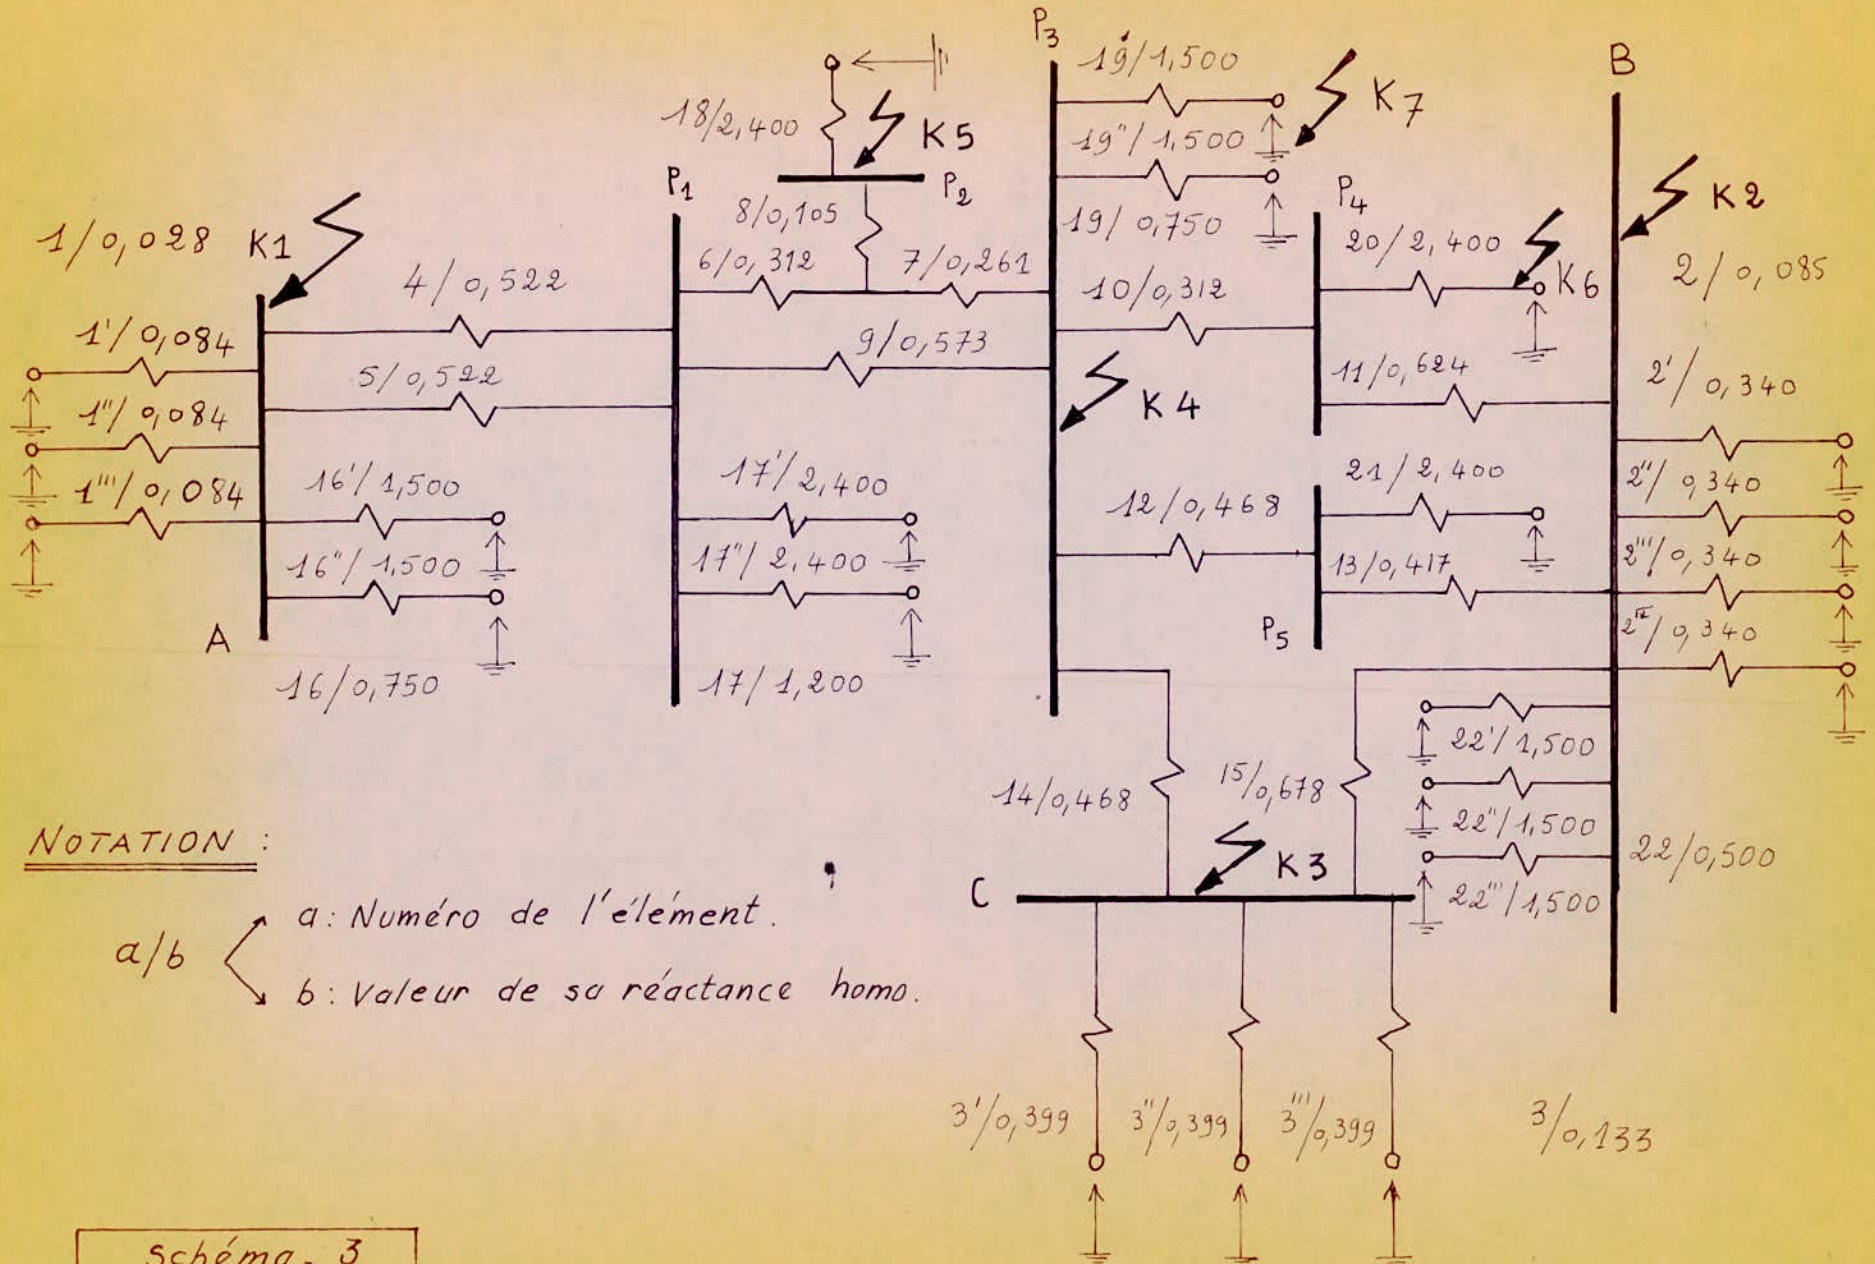 P3
B
19'/1,500
K7
18/2,400
K5
19"/1,500
P1
P2
P4
K2
1/0,028
K1
8/0,105
19/0,750
20/2,400
6/0,312
7/0,261
10/0,312
K6
2/0,085
4/0,522
1'/0,084
9/0,573
11/0,624
2'/0,340
5/0,522
K4
1"/0,084
1'''/0,084
16'/1,500
17'/2,400
21/2,400
2"/0,340
12/0,468
16"/1,500
17"/2,400
13/0,417
2'''/0,340
A
P5
2IV/0,340
16/0,750
17/1,200
22'/1,500
14/0,468
15/0,678
22"/1,500
22/0,500
NOTATION :
K3
C
22'''/1,500
a: Numéro de l'élément.
a/b
b: Valeur de sa réactance homo.
3'/0,399
3"/0,399
3'''/0,399
3/0,133
Schéma_ 3